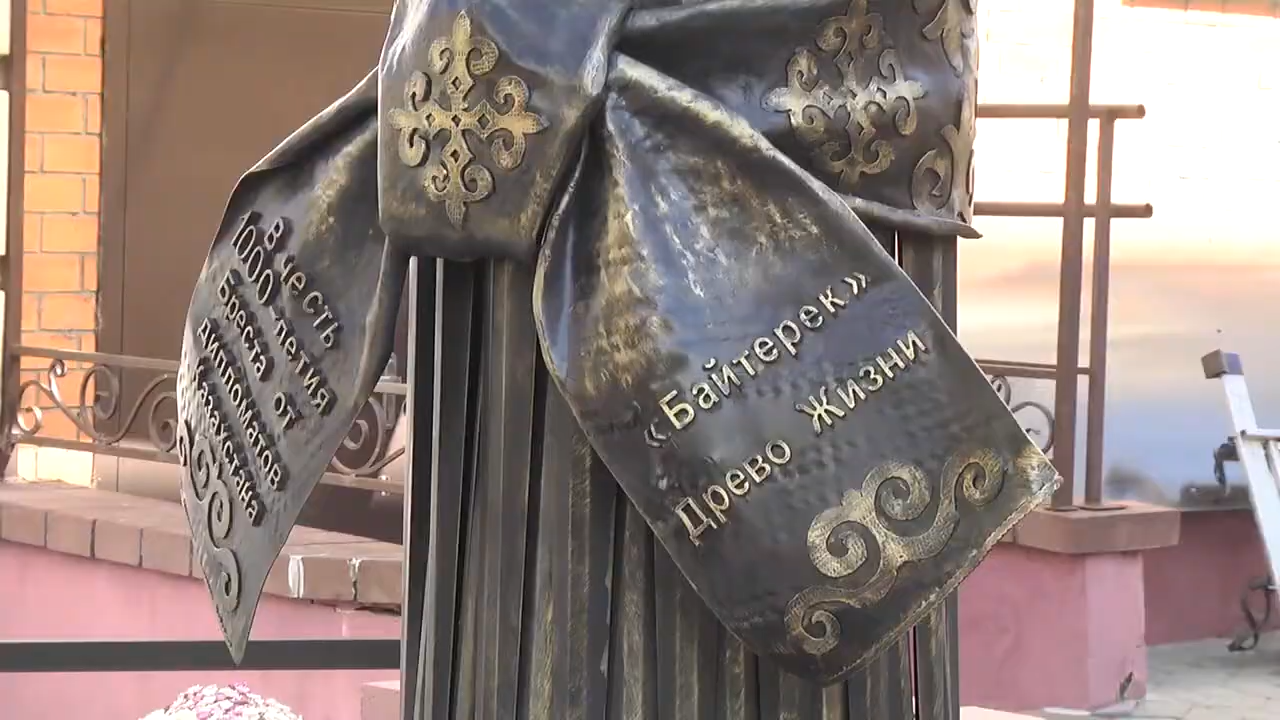 В честь
1000 летия
Бреста от
дипломатов
Казахстана
«Байтерек»
Древо Жизни